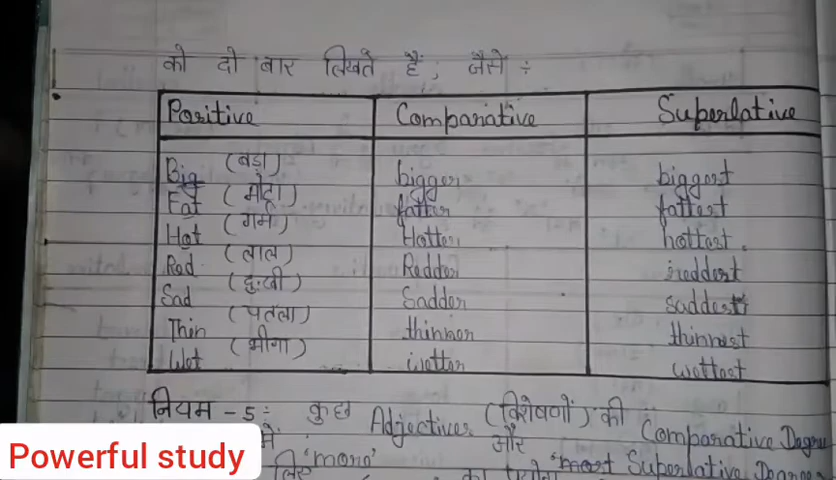 को दो बार लिखते हैं, जैसे ÷
Positive Comparative Superlative
Big (बड़ा) bigger biggest
Fat (मोटा) fatter fattest
Hot (गर्म) Hotter hottest.
Red (लाल) Redder reddest
Sad (दुःखी) Sadder saddest
Thin (पतला) thinner thinnest
Wet (भीगा) wetter wettest
नियम -5: कुछ Adjectives (विशेषणों) की Comparative Degree
में लिए 'more' और 'most Superlative Degree
का प्रयोग
Powerful study